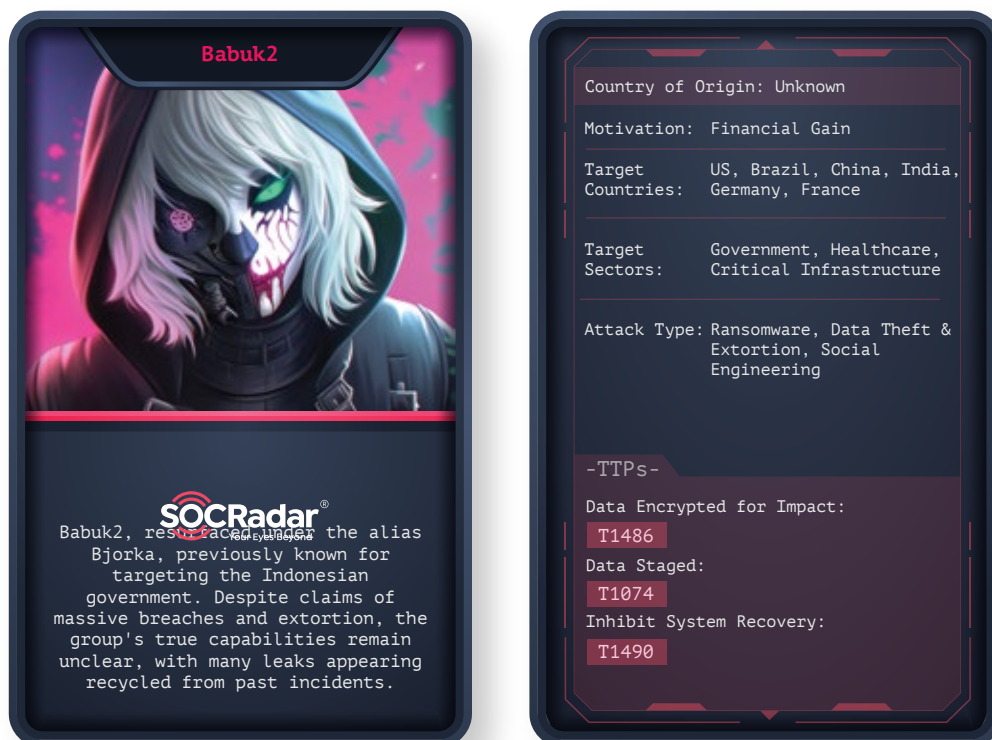 Babuk2
SOCRadar®
Your Eyes Beyond
Babuk2, resurfaced under the alias
Bjorka, previously known for
targeting the Indonesian
government. Despite claims of
massive breaches and extortion, the
group's true capabilities remain
unclear, with many leaks appearing
recycled from past incidents.
Country of Origin: Unknown
Motivation: Financial Gain
Target US, Brazil, China, India,
Countries: Germany, France
Target Government, Healthcare,
Sectors: Critical Infrastructure
Attack Type: Ransomware, Data Theft &
Extortion, Social
Engineering
-TTPs-
Data Encrypted for Impact:
T1486
Data Staged:
T1074
Inhibit System Recovery:
T1490